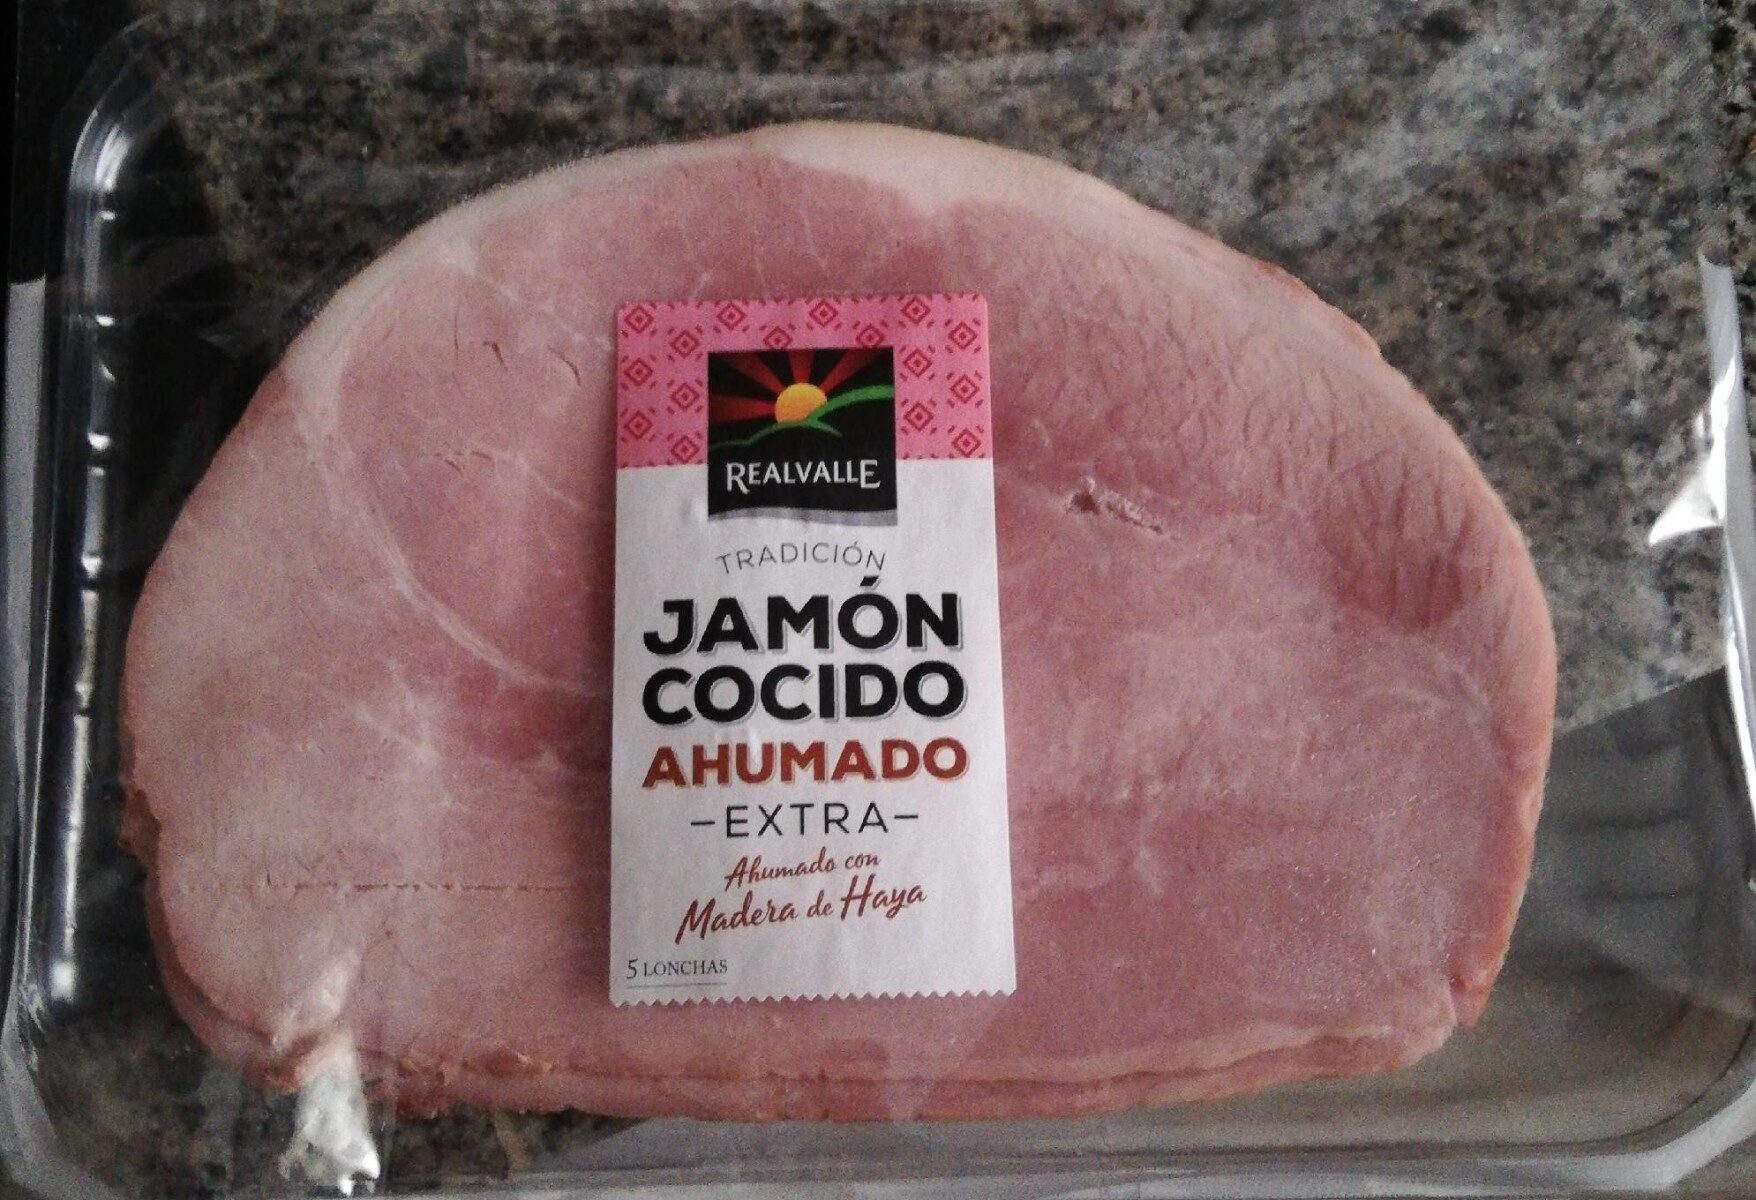 REALVALLE
TRADICIÓN
JAMÓN
COCIDO
AHUMADO
-EXTRA-
Ahumado con
Madera de Haya
5 LONCHAS